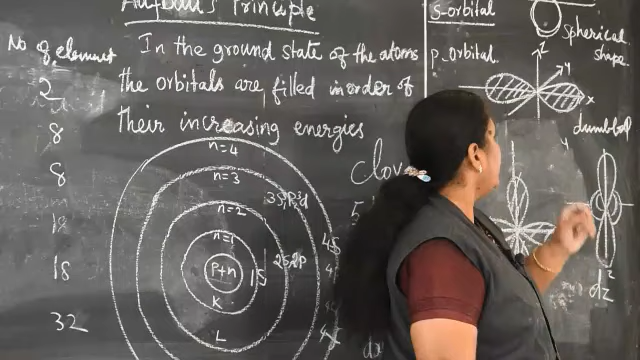 Aufbau's Principle
No of element
In the ground state of the atoms
the orbitals are filled in order of
their increasing energies
2
8
8
18
18
32
n=4
n=3
3s,p,3d
n=2
2s,2p
n=1
1s
p+n
K
L
4s
s-orbital
spherical
shape
p orbital
z
y
x
dumbbell
y
clov
dz²